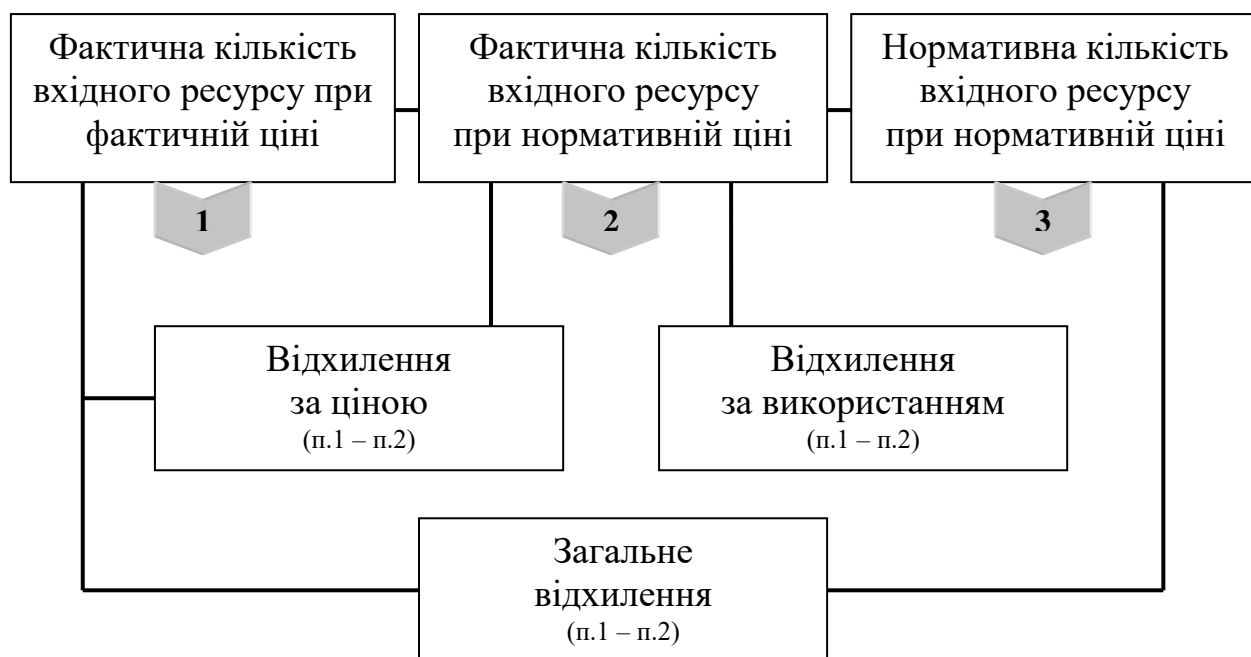 Фактична кількість
вхідного ресурсу при
фактичній ціні
Фактична кількість
вхідного ресурсу
при нормативній ціні
Нормативна кількість
вхідного ресурсу
при нормативній ціні
1
2
3
Відхилення
за ціною
(п.1 – п.2)
Відхилення
за використанням
(п.1 – п.2)
Загальне
відхилення
(п.1 – п.2)